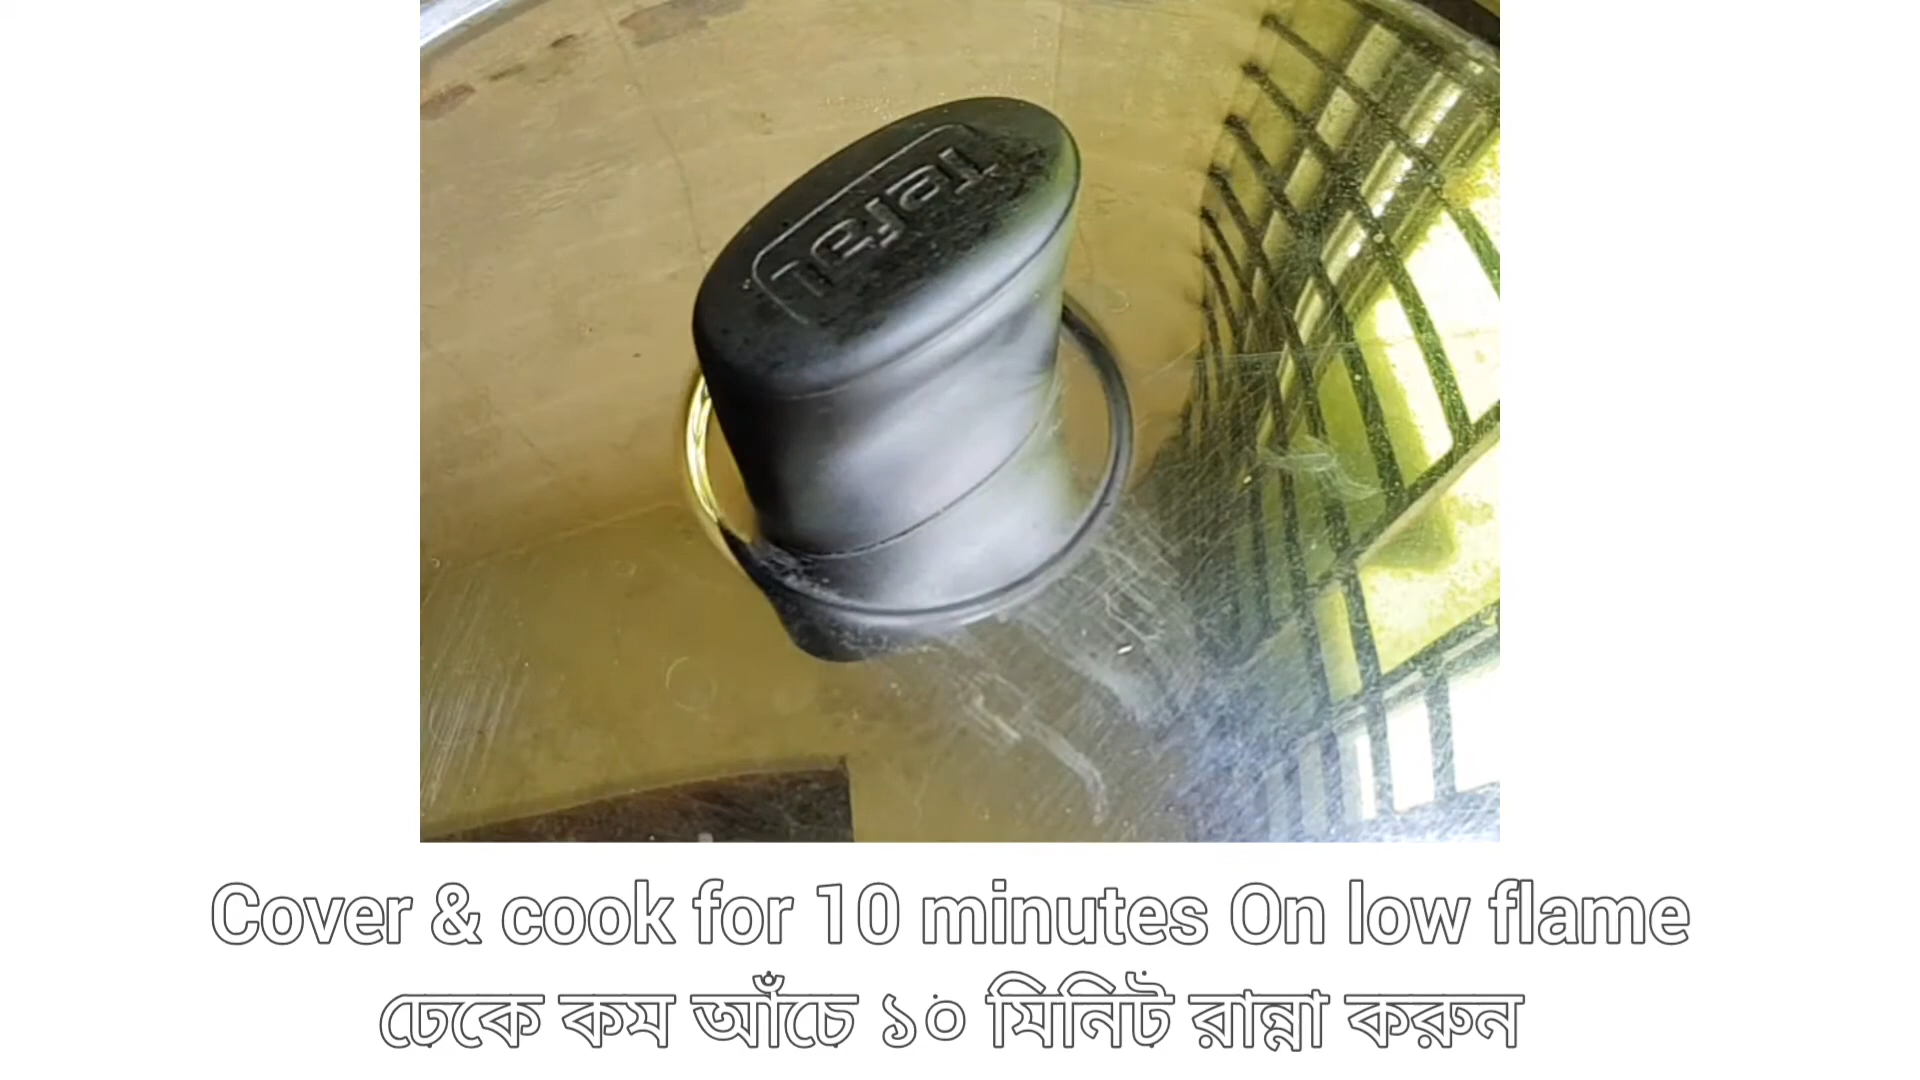 Tefal
Cover & cook for 10 minutes On low flame
ঢেকে কম আঁচে ১০ মিনিট রান্না করুন